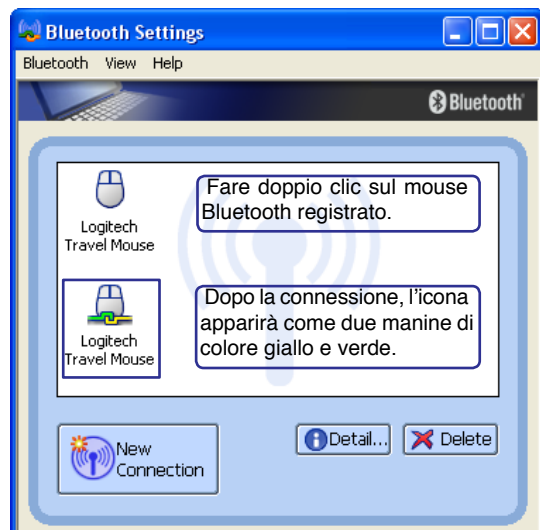 Bluetooth Settings
Bluetooth View Help
Bluetooth
Logitech
Travel Mouse
Fare doppio clic sul mouse
Bluetooth registrato.
Logitech
Travel Mouse
Dopo la connessione, l'icona
apparirà come due manine di
colore giallo e verde.
New
Connection
Detail...
Delete